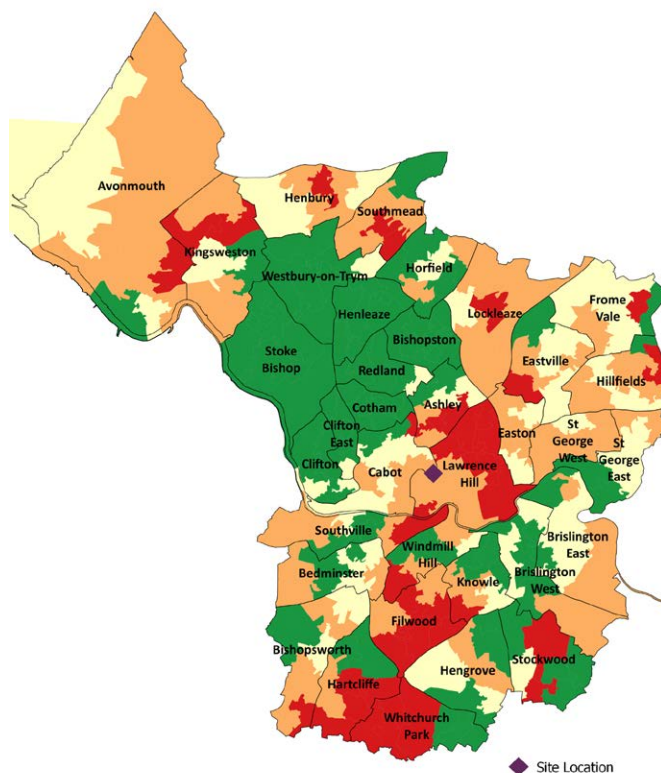 Avonmouth
Henbury
Southmead
Kingsweston
Westbury-on-Trym
Horfield
Henleaze
Lockleaze
Frome
Vale
Bishopston
Stoke
Bishop
Redland
Eastville
Hillfields
Cotham
Ashley
Clifton
East
Easton
St
George
West
St
George
East
Clifton
Cabot
Lawrence
Hill
Southville
Windmill
Hill
Brislington
East
Bedminster
Knowle
Brislington
West
Filwood
Bishopsworth
Hengrove
Stockwood
Hartcliffe
Whitchurch
Park
Site Location